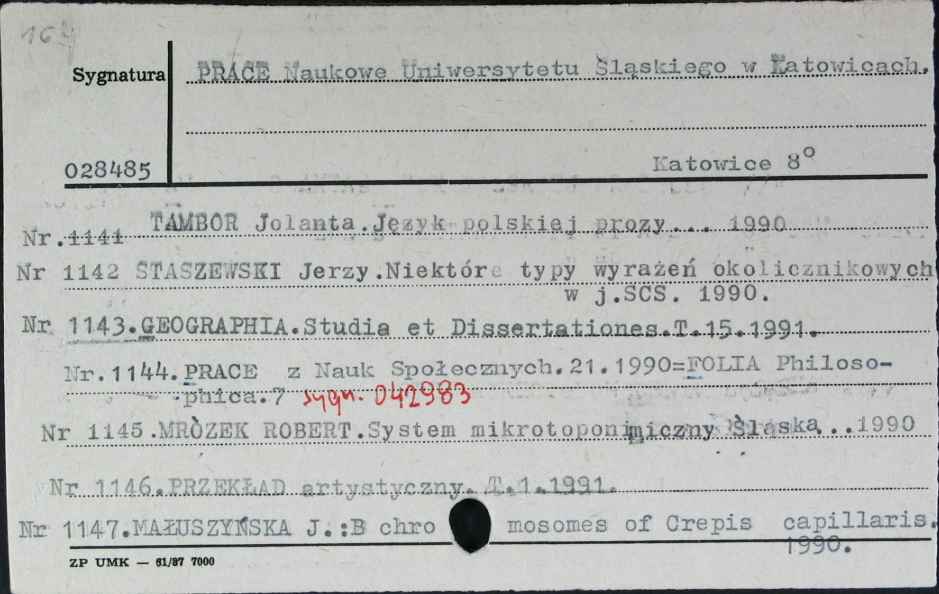 164
Sygnatura PRACE Naukowe Uniwersytetu Śląskiego w Katowicach.
028485 Katowice 8°
Nr.1141 TAMBOR Jolanta.Język polskiej prozy... 1990
Nr 1142 STASZEWSKI Jerzy.Niektóre typy wyrażeń okolicznikowych
w j.SCS. 1990.
Nr 1143.GEOGRAPHIA.Studia et Dissertationes.T.15.1991.
Nr.1144.PRACE z Nauk Społecznych.21.1990=FOLIA Philoso-
phica.7 sygn. 042983
Nr 1145.MRÓZEK ROBERT.System mikrotoponimiczny Śląska...1990
Nr 1146.PRZEKŁAD artystyczny. T.1.1991.
Nr 1147.MAŁUSZYŃSKA J.:B chro mosomes of Crepis capillaris.
1990.
ZP UMK — 61/87 7000